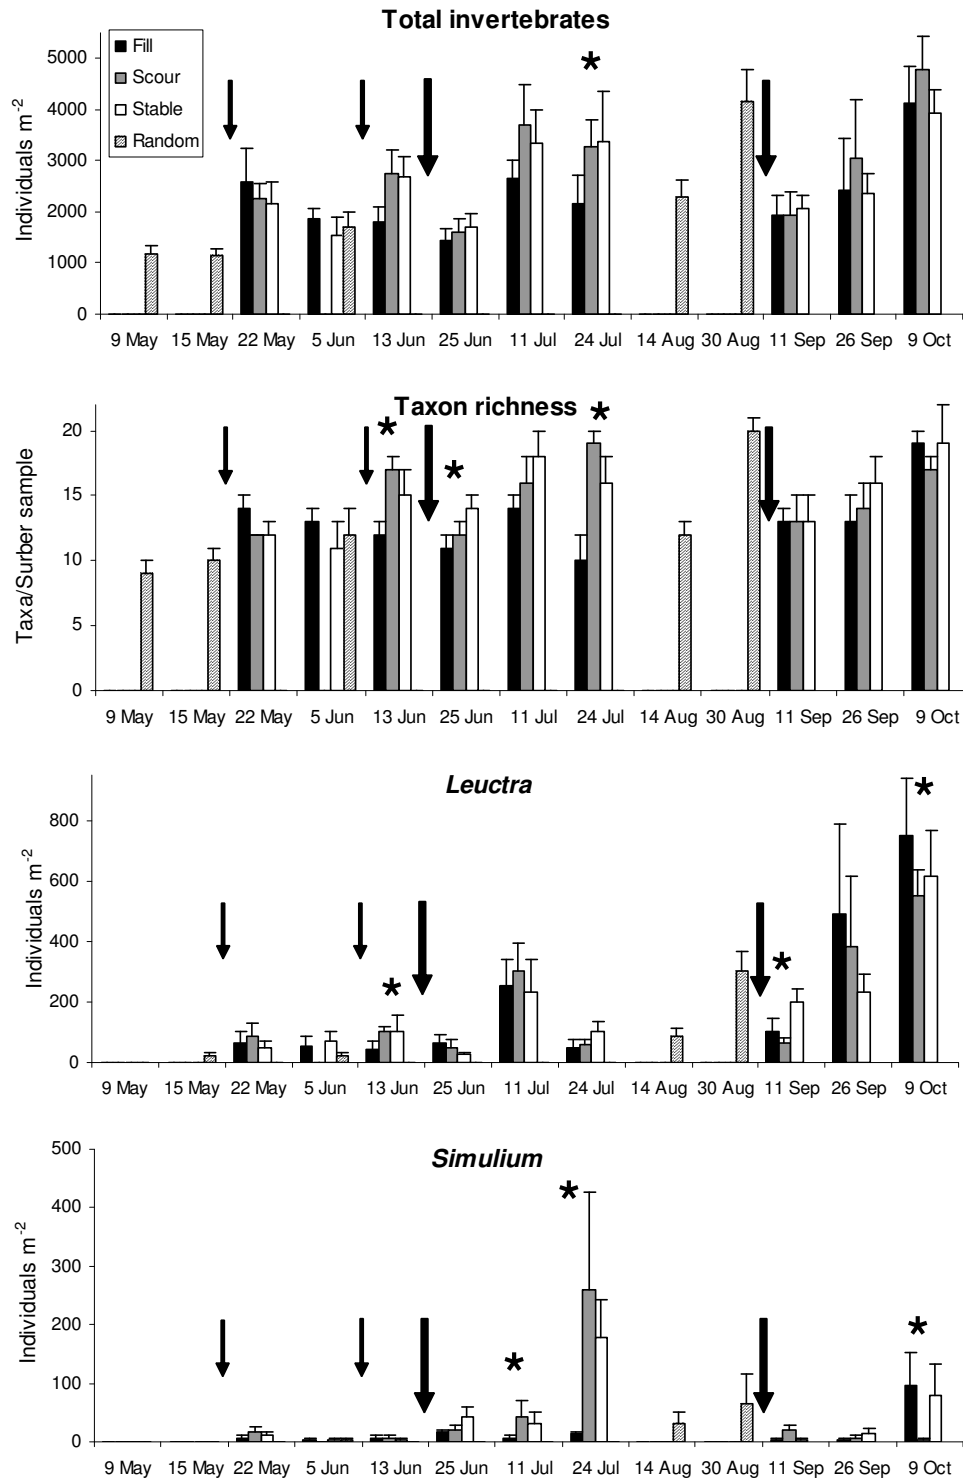 Total invertebrates
Individuals m-2
5000
4000
3000
2000
1000
0
Fill
Scour
Stable
Random
*
9 May 15 May 22 May 5 Jun 13 Jun 25 Jun 11 Jul 24 Jul 14 Aug 30 Aug 11 Sep 26 Sep 9 Oct
Taxon richness
Taxa/Surber sample
20
15
10
5
0
* * *
9 May 15 May 22 May 5 Jun 13 Jun 25 Jun 11 Jul 24 Jul 14 Aug 30 Aug 11 Sep 26 Sep 9 Oct
Leuctra
Individuals m-2
800
600
400
200
0
* * *
9 May 15 May 22 May 5 Jun 13 Jun 25 Jun 11 Jul 24 Jul 14 Aug 30 Aug 11 Sep 26 Sep 9 Oct
Simulium
Individuals m-2
500
400
300
200
100
0
* * *
9 May 15 May 22 May 5 Jun 13 Jun 25 Jun 11 Jul 24 Jul 14 Aug 30 Aug 11 Sep 26 Sep 9 Oct